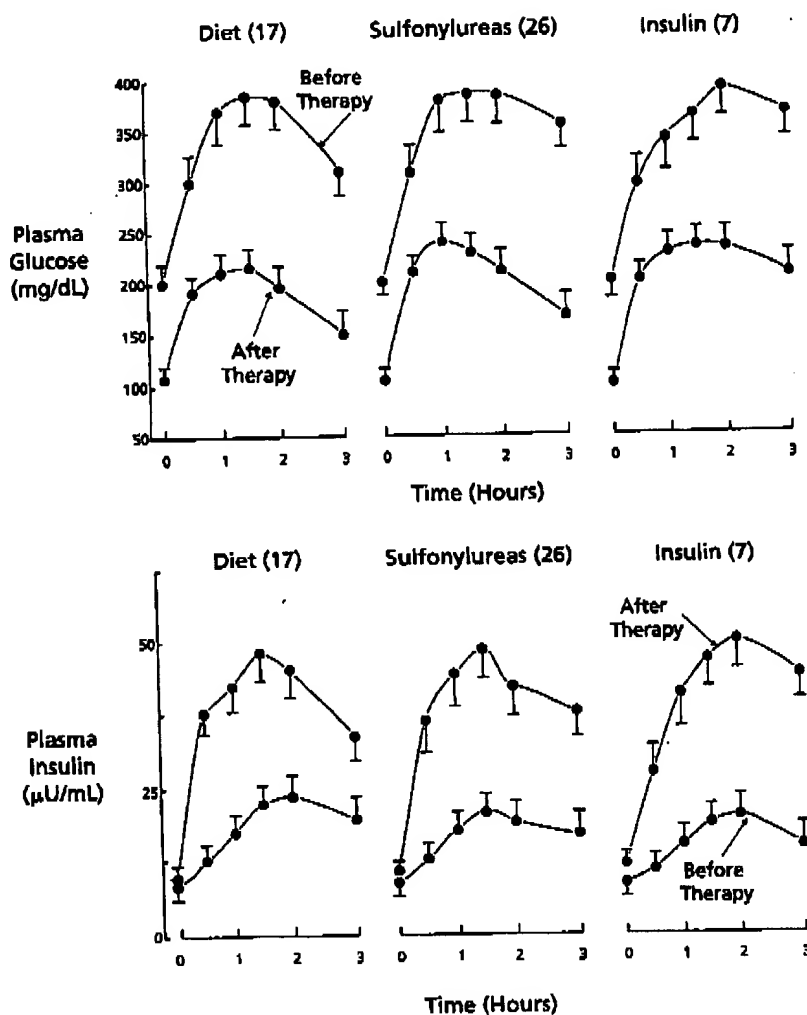 Diet (17)
Sulfonylureas (26)
Insulin (7)
400
350
300
250
200
150
100
50
Plasma
Glucose
(mg/dL)
Before
Therapy
After
Therapy
0 1 2 3
0 1 2 3
0 1 2 3
Time (Hours)
Diet (17)
Sulfonylureas (26)
Insulin (7)
50
25
0
Plasma
Insulin
(μU/mL)
After
Therapy
Before
Therapy
0 1 2 3
0 1 2 3
0 1 2 3
Time (Hours)